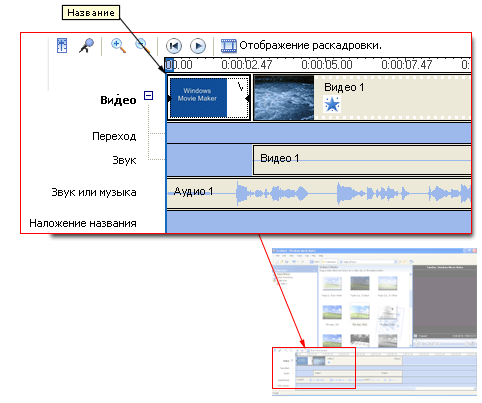 Название
Отображение раскадровки.
00.00 0:00:02.47 0:00:05.00 0:00:07.47 0:
Видео
Windows
Movie Maker
Видео 1
Переход
Звук
Видео 1
Звук или музыка
Аудио 1
Наложение названия